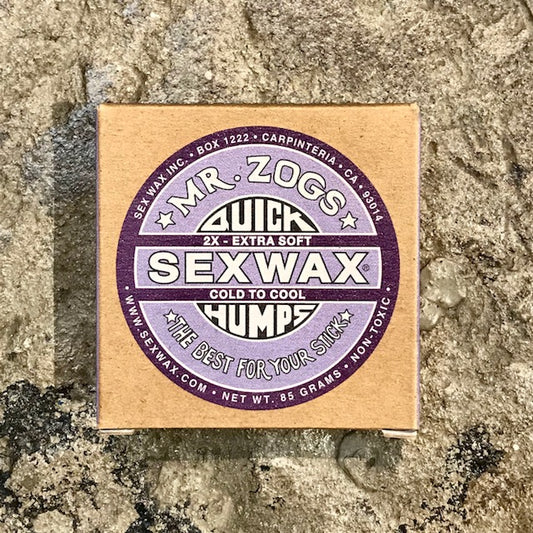 SEX WAX INC. • BOX 1222 • CARPINTERIA • CA • 93014
★MR. ZOGS★
QUICK
2X - EXTRA SOFT
SEXWAX®
COLD TO COOL
HUMPS
★THE BEST FOR YOUR STICK★
• WWW.SEXWAX.COM • NET WT. 85 GRAMS • NON-TOXIC •